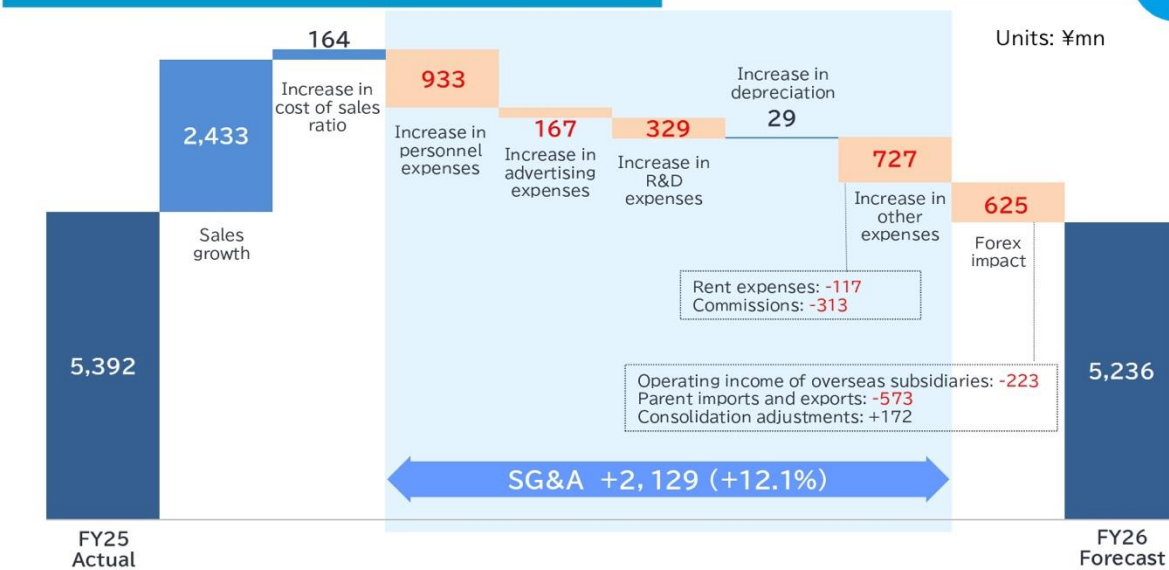 Units: ¥mn
5,392
2,433
Sales
growth
164
Increase in
cost of sales
ratio
933
Increase in
personnel
expenses
167
Increase in
advertising
expenses
329
Increase in
R&D
expenses
Increase in
depreciation
29
727
Increase in
other
expenses
625
Forex
impact
Rent expenses: -117
Commissions: -313
Operating income of overseas subsidiaries: -223
Parent imports and exports: -573
Consolidation adjustments: +172
5,236
SG&A +2,129 (+12.1%)
FY25
Actual
FY26
Forecast